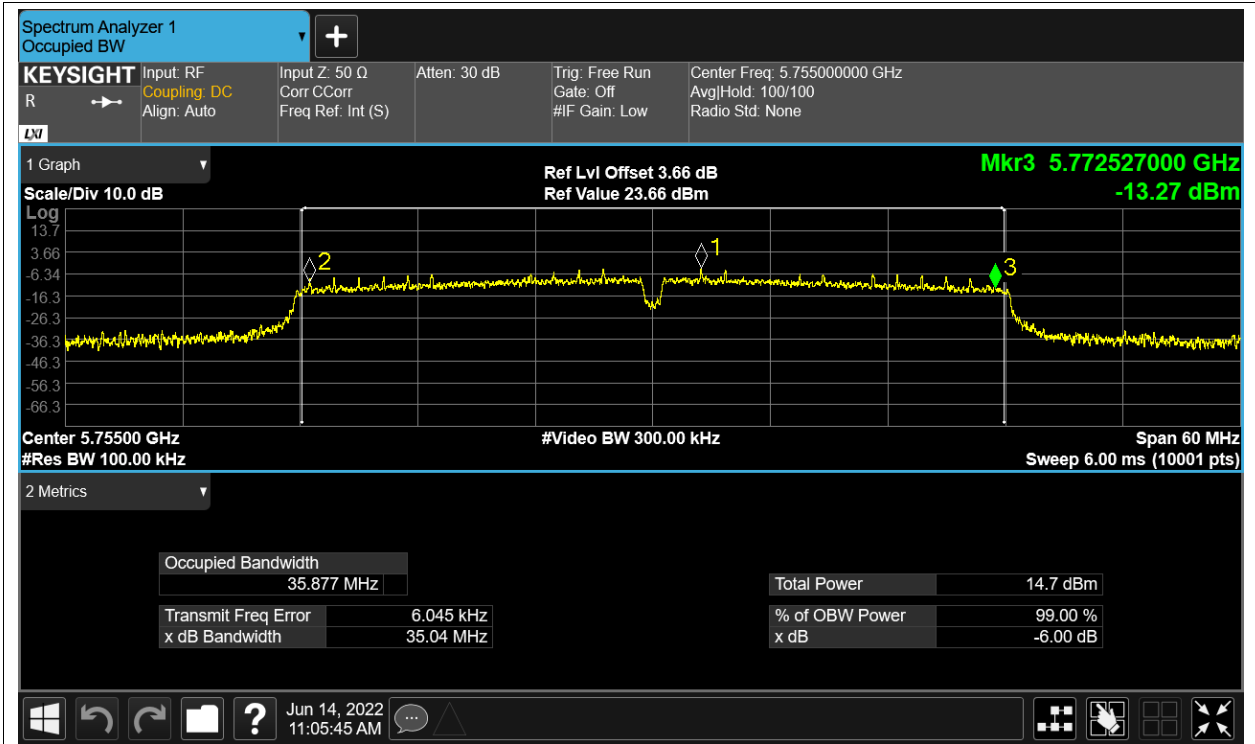 Spectrum Analyzer 1
Occupied BW
KEYSIGHT
R
LXI
Input: RF
Coupling: DC
Align: Auto
Input Z: 50 Ω
Corr CCorr
Freq Ref: Int (S)
Atten: 30 dB
Trig: Free Run
Gate: Off
#IF Gain: Low
Center Freq: 5.755000000 GHz
Avg|Hold: 100/100
Radio Std: None
1 Graph
Scale/Div 10.0 dB
Ref Lvl Offset 3.66 dB
Ref Value 23.66 dBm
Mkr3 5.772527000 GHz
-13.27 dBm
Log
13.7
3.66
-6.34
-16.3
-26.3
-36.3
-46.3
-56.3
-66.3
2
1
3
Center 5.75500 GHz
#Res BW 100.00 kHz
#Video BW 300.00 kHz
Span 60 MHz
Sweep 6.00 ms (10001 pts)
2 Metrics
Occupied Bandwidth
35.877 MHz
Transmit Freq Error 6.045 kHz
x dB Bandwidth 35.04 MHz
Total Power 14.7 dBm
% of OBW Power 99.00 %
x dB -6.00 dB
?
Jun 14, 2022
11:05:45 AM